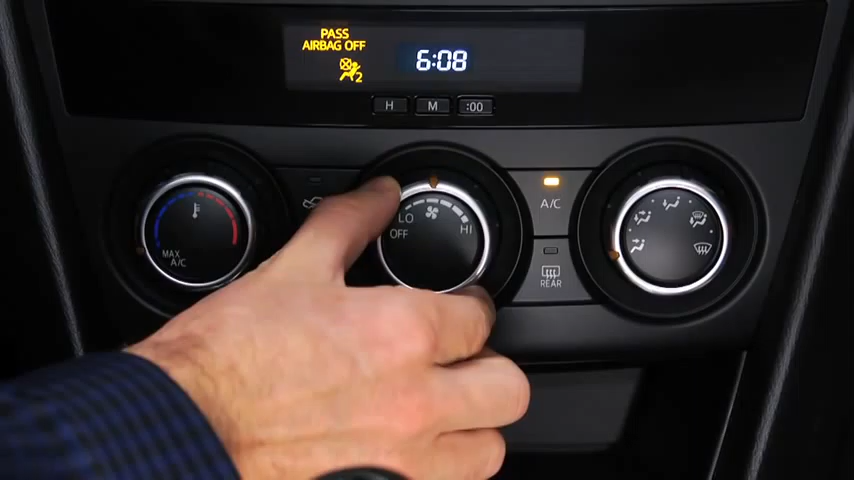 PASS
AIRBAG OFF
2
6:08
H M :00
MAX
A/C
LO HI
OFF
A/C
REAR